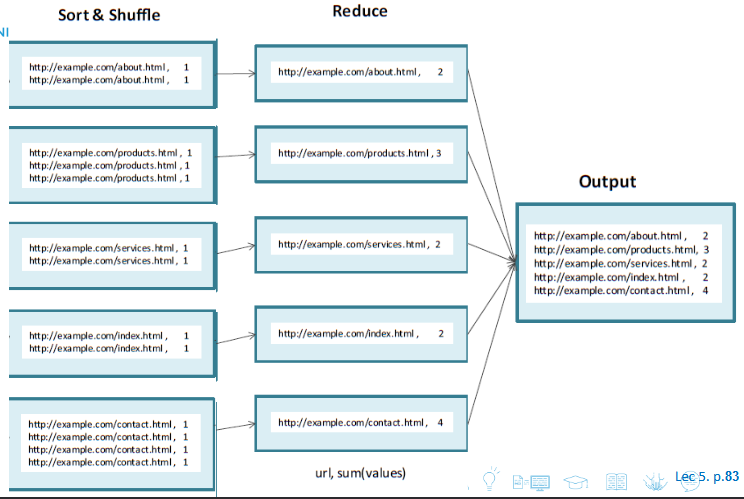 Sort & Shuffle
Reduce
NI
http://example.com/about.html, 1
http://example.com/about.html, 1
http://example.com/about.html, 2
http://example.com/products.html, 1
http://example.com/products.html, 1
http://example.com/products.html, 1
http://example.com/products.html, 3
Output
http://example.com/services.html, 1
http://example.com/services.html, 1
http://example.com/services.html, 2
http://example.com/about.html, 2
http://example.com/products.html, 3
http://example.com/services.html, 2
http://example.com/index.html, 2
http://example.com/contact.html, 4
http://example.com/index.html, 1
http://example.com/index.html, 1
http://example.com/index.html, 2
http://example.com/contact.html, 1
http://example.com/contact.html, 1
http://example.com/contact.html, 1
http://example.com/contact.html, 1
http://example.com/contact.html, 4
url, sum(values)
Lec 5. p.83